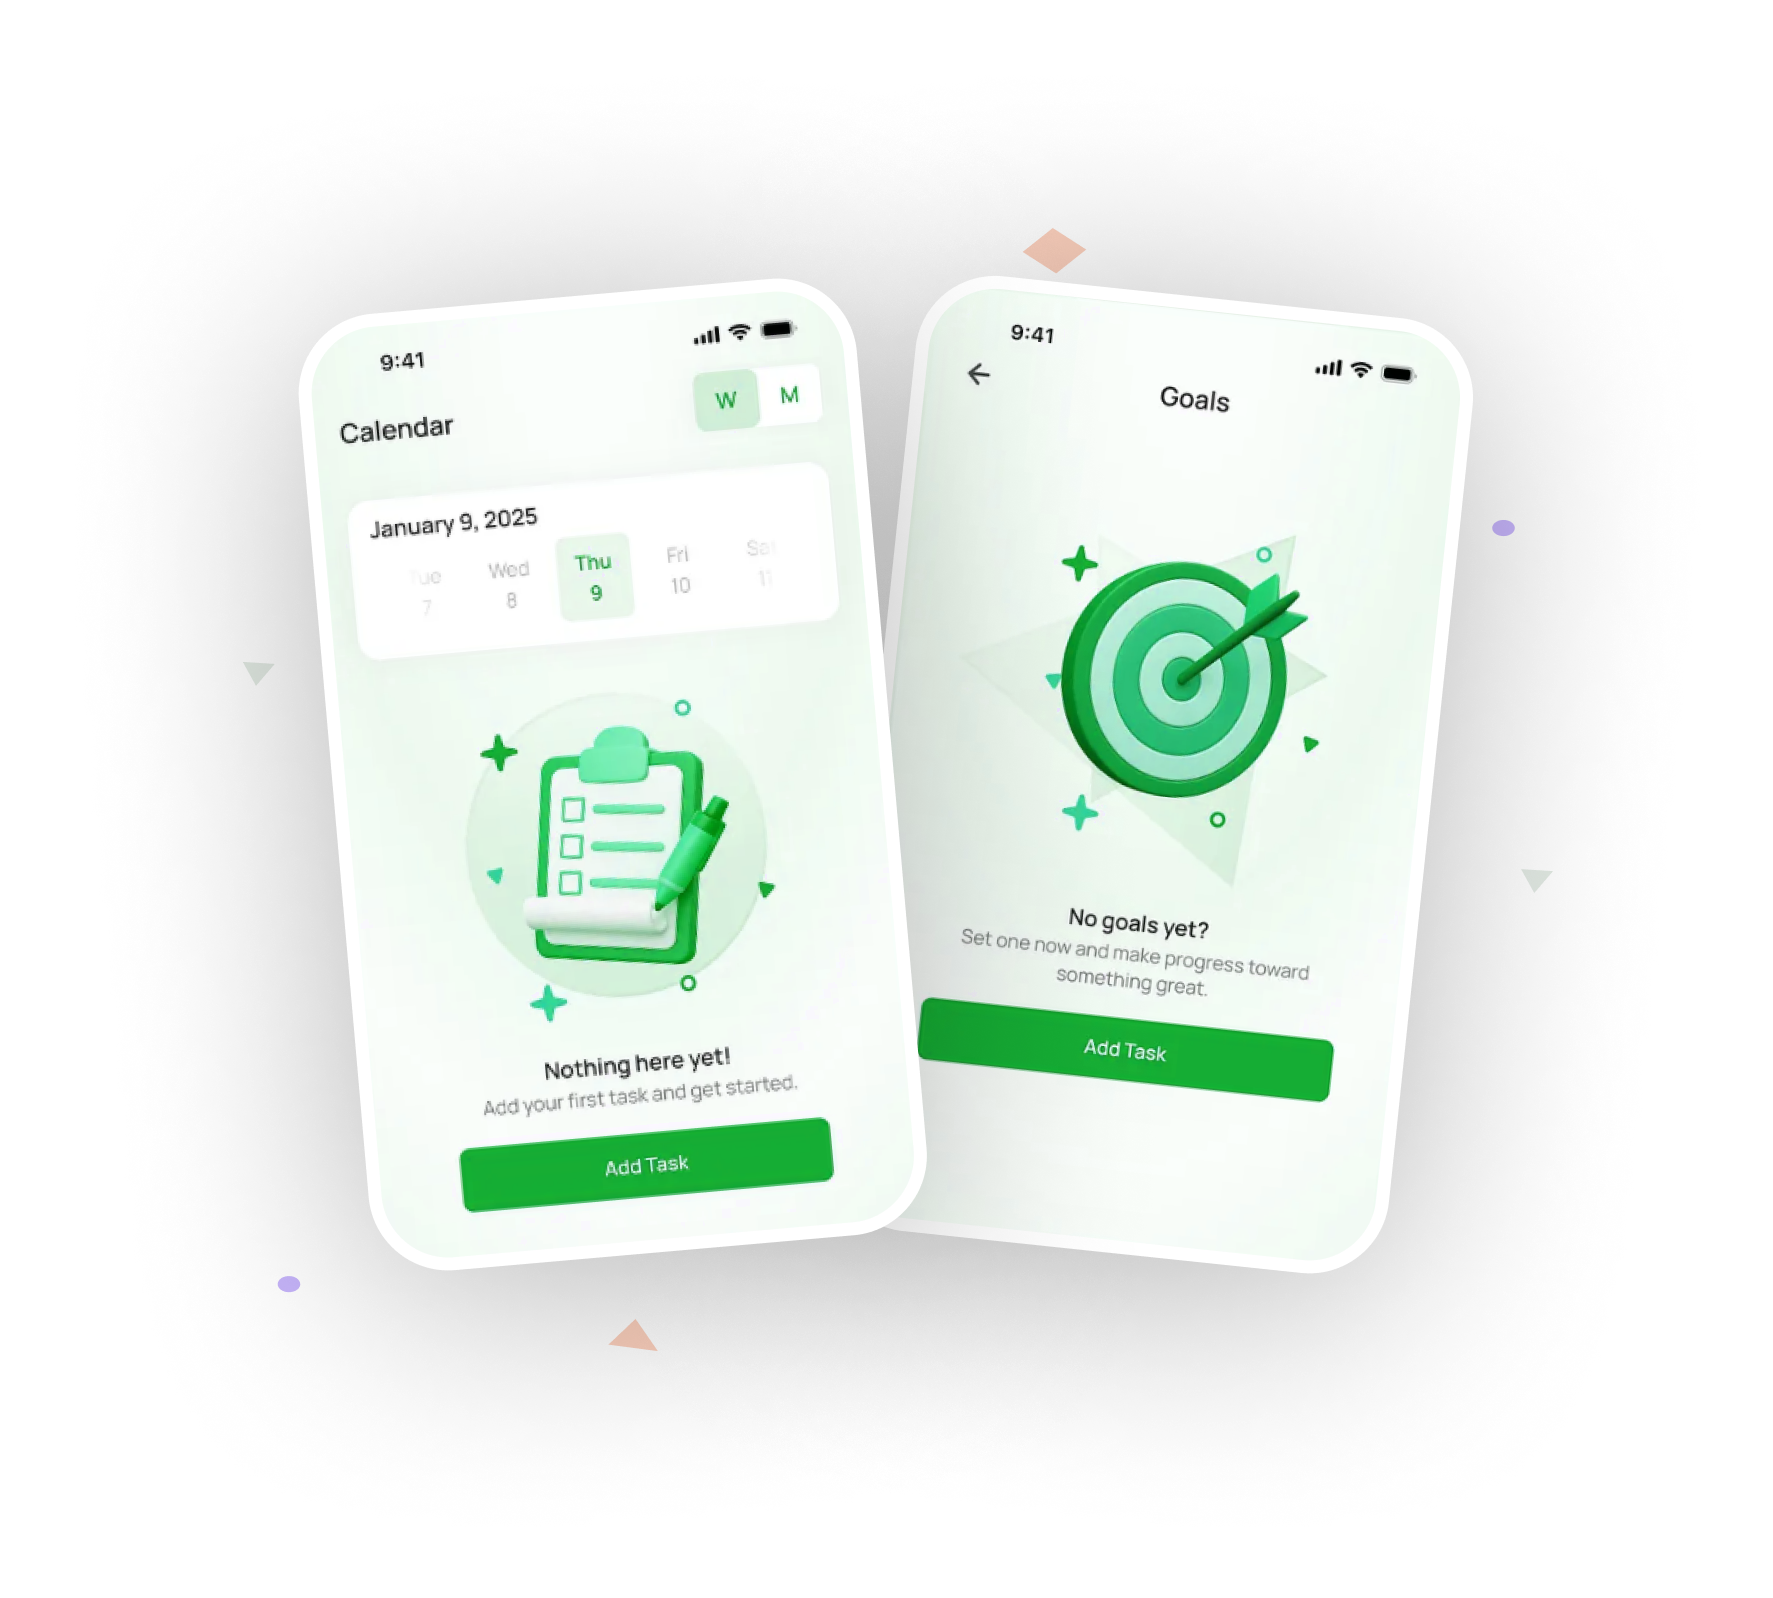 9:41
Calendar
W M
January 9, 2025
Tue Wed Thu Fri Sat
7 8 9 10 11
Nothing here yet!
Add your first task and get started.
Add Task
9:41
Goals
No goals yet?
Set one now and make progress toward
something great.
Add Task